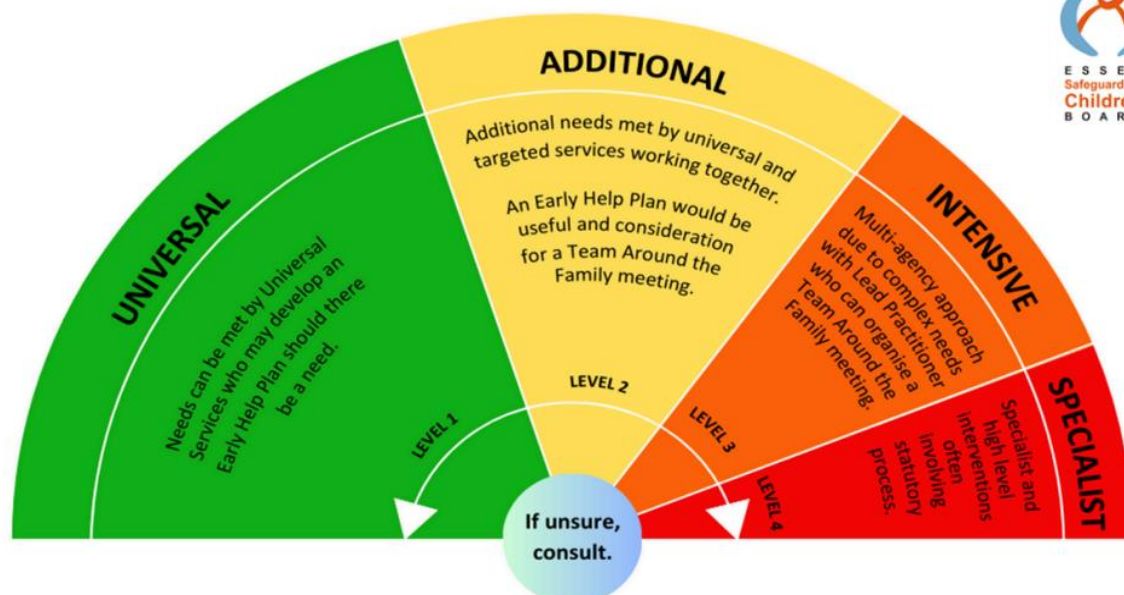 UNIVERSAL
Needs can be met by Universal
Services who may develop an
Early Help Plan should there
be a need.
LEVEL 1
ADDITIONAL
Additional needs met by universal and
targeted services working together.
An Early Help Plan would be
useful and consideration
for a Team Around the
Family meeting.
LEVEL 2
INTENSIVE
Multi-agency approach
due to complex needs
with Lead Practitioner
who can organise a
Team Around the
Family meeting.
LEVEL 3
SPECIALIST
Specialist and
high level
interventions
often
involving
statutory
process.
LEVEL 4
If unsure,
consult.
E S S E
Safeguard
Childre
B O A R